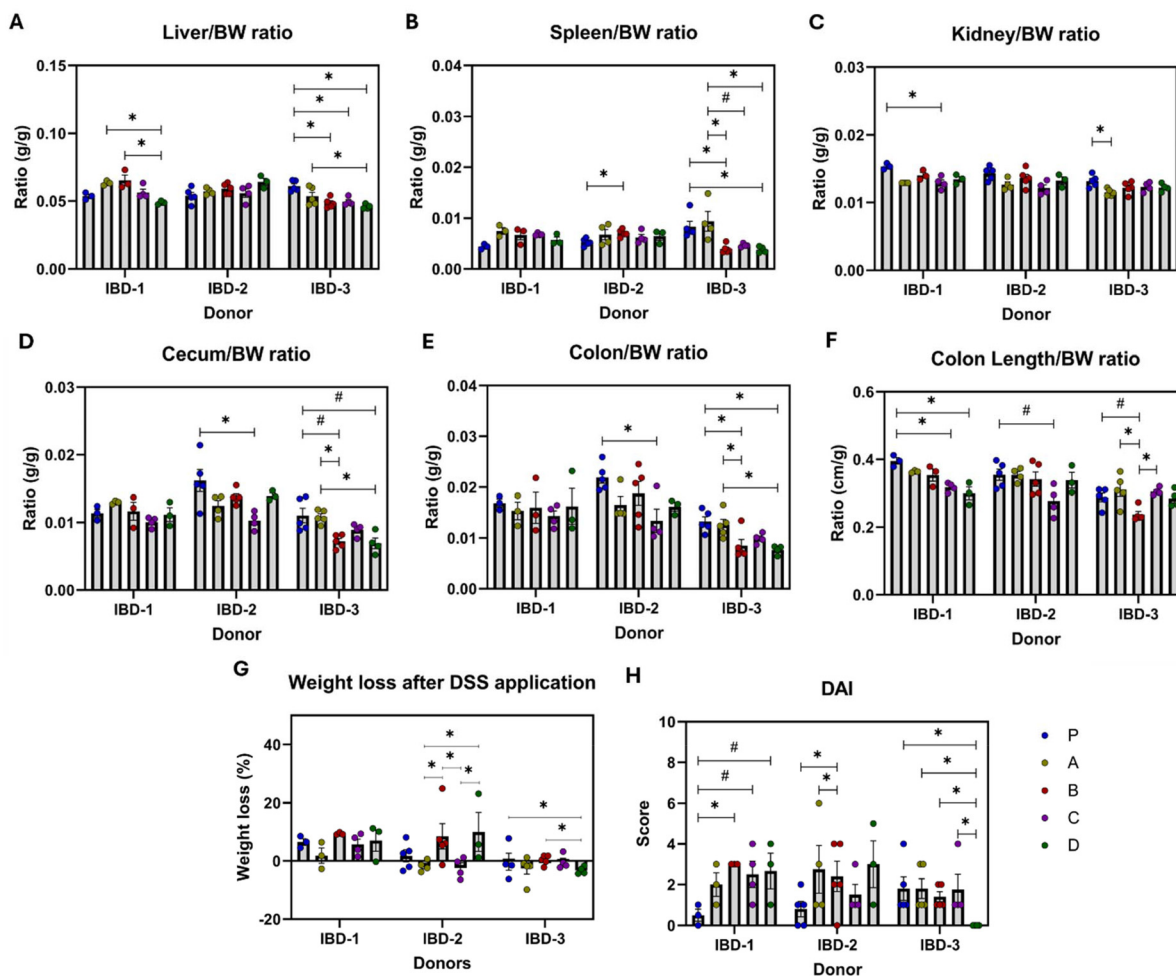 A
Liver/BW ratio
Ratio (g/g)
0.15
0.10
0.05
0.00
* * * * * *
IBD-1 IBD-2 IBD-3
Donor
B
Spleen/BW ratio
Ratio (g/g)
0.04
0.03
0.02
0.01
0.00
* * # * * * *
IBD-1 IBD-2 IBD-3
Donor
C
Kidney/BW ratio
Ratio (g/g)
0.03
0.02
0.01
0.00
* *
IBD-1 IBD-2 IBD-3
Donor
D
Cecum/BW ratio
Ratio (g/g)
0.03
0.02
0.01
0.00
* # # * *
IBD-1 IBD-2 IBD-3
Donor
E
Colon/BW ratio
Ratio (g/g)
0.04
0.03
0.02
0.01
0.00
* * * * *
IBD-1 IBD-2 IBD-3
Donor
F
Colon Length/BW ratio
Ratio (cm/g)
0.6
0.4
0.2
0.0
* * # # * *
IBD-1 IBD-2 IBD-3
Donor
G
Weight loss after DSS application
Weight loss (%)
40
20
0
-20
* * * * * *
IBD-1 IBD-2 IBD-3
Donors
H
DAI
Score
10
8
6
4
2
0
# # * * * * * * *
IBD-1 IBD-2 IBD-3
Donor
P
A
B
C
D